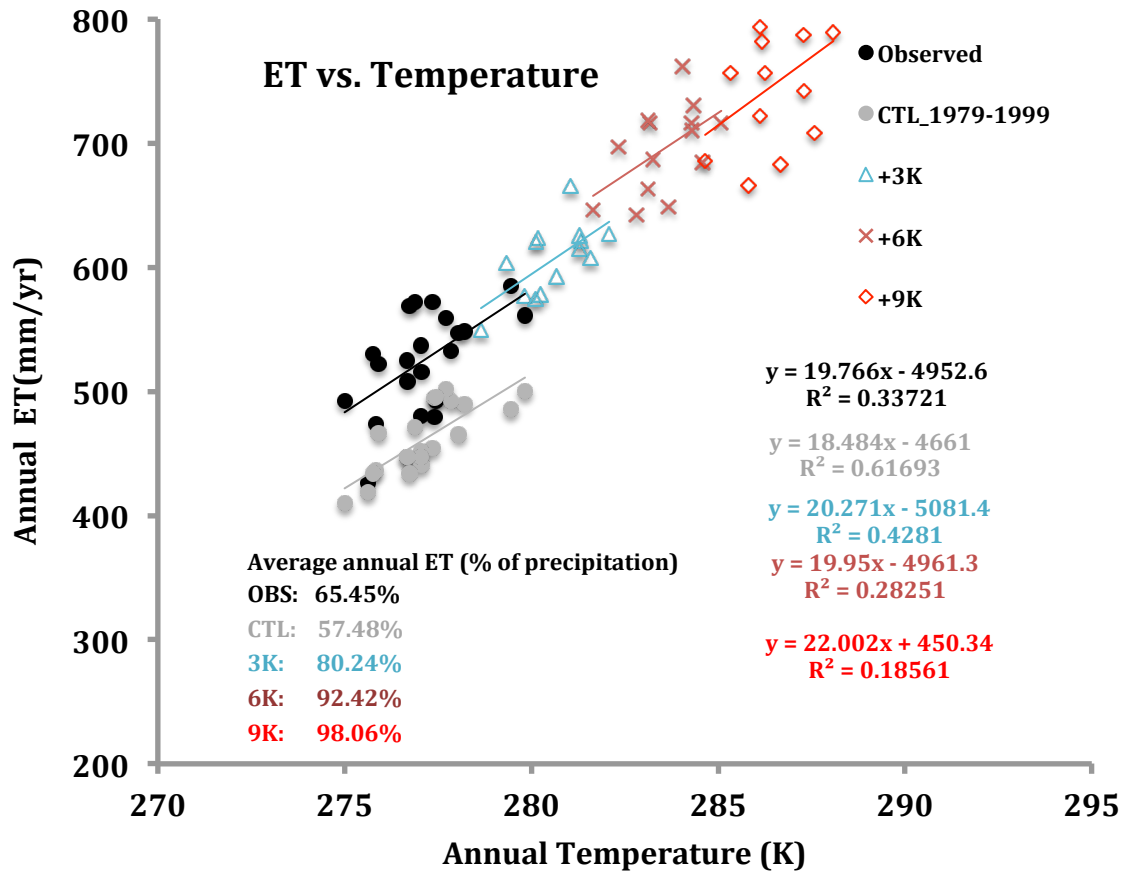 ET vs. Temperature
Annual ET(mm/yr)
800
700
600
500
400
300
200
270
275
280
285
290
295
Annual Temperature (K)
Observed
CTL_1979-1999
+3K
+6K
+9K
y = 19.766x - 4952.6
R² = 0.33721
y = 18.484x - 4661
R² = 0.61693
y = 20.271x - 5081.4
R² = 0.4281
y = 19.95x - 4961.3
R² = 0.28251
y = 22.002x + 450.34
R² = 0.18561
Average annual ET (% of precipitation)
OBS: 65.45%
CTL: 57.48%
3K: 80.24%
6K: 92.42%
9K: 98.06%